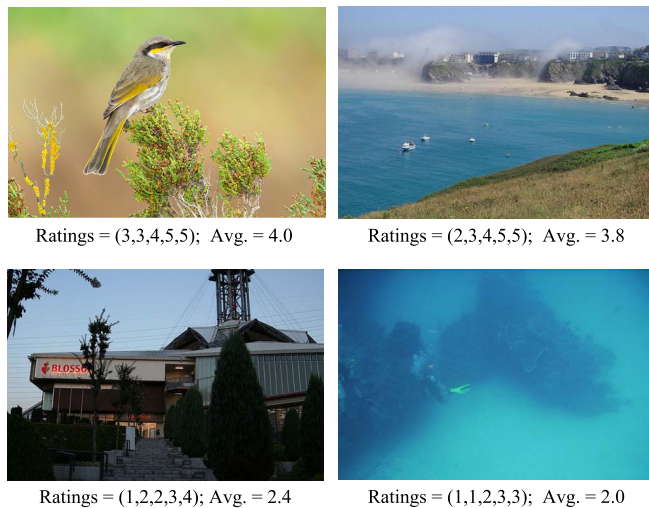 Ratings = (3,3,4,5,5);  Avg. = 4.0
Ratings = (2,3,4,5,5);  Avg. = 3.8
Ratings = (1,2,2,3,4); Avg. = 2.4
Ratings = (1,1,2,3,3);  Avg. = 2.0